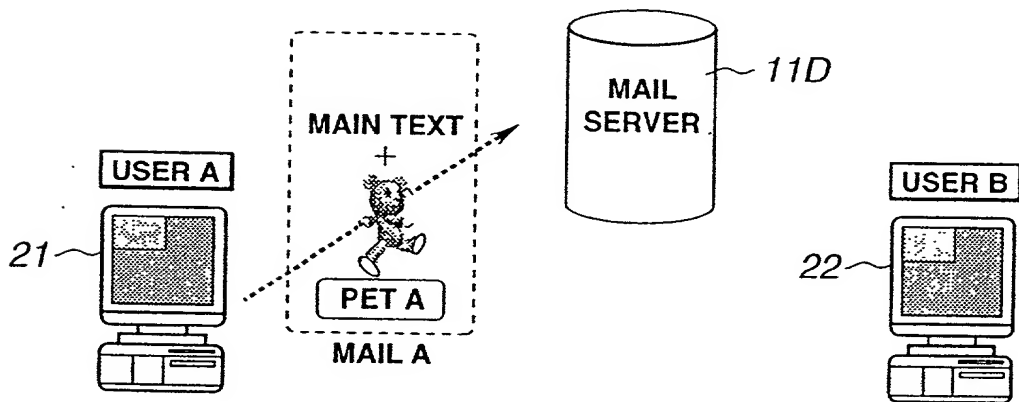 11D
MAIL
SERVER
MAIN TEXT
+
USER A
USER B
21
22
PET A
MAIL A